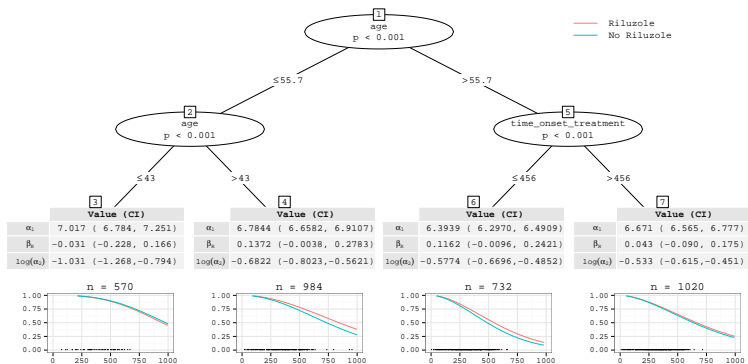 1
age
p < 0.001
Riluzole
No Riluzole
≤55.7
>55.7
2
age
p < 0.001
5
time_onset_treatment
p < 0.001
≤43
>43
≤456
>456
3
Value (CI)
α₁ 7.017 ( 6.784, 7.251)
βR -0.031 (-0.228, 0.166)
log(α₂) -1.031 (-1.268,-0.794)
n = 570
1.00
0.75
0.50
0.25
0.00
0 250 500 750 1000
4
Value (CI)
α₁ 6.7844 ( 6.6582, 6.9107)
βR 0.1372 (-0.0038, 0.2783)
log(α₂) -0.6822 (-0.8023,-0.5621)
n = 984
1.00
0.75
0.50
0.25
0.00
0 250 500 750 1000
6
Value (CI)
α₁ 6.3939 ( 6.2970, 6.4909)
βR 0.1162 (-0.0096, 0.2421)
log(α₂) -0.5774 (-0.6696,-0.4852)
n = 732
1.00
0.75
0.50
0.25
0.00
0 250 500 750 1000
7
Value (CI)
α₁ 6.671 ( 6.565, 6.777)
βR 0.043 (-0.090, 0.175)
log(α₂) -0.533 (-0.615,-0.451)
n = 1020
1.00
0.75
0.50
0.25
0.00
0 250 500 750 1000